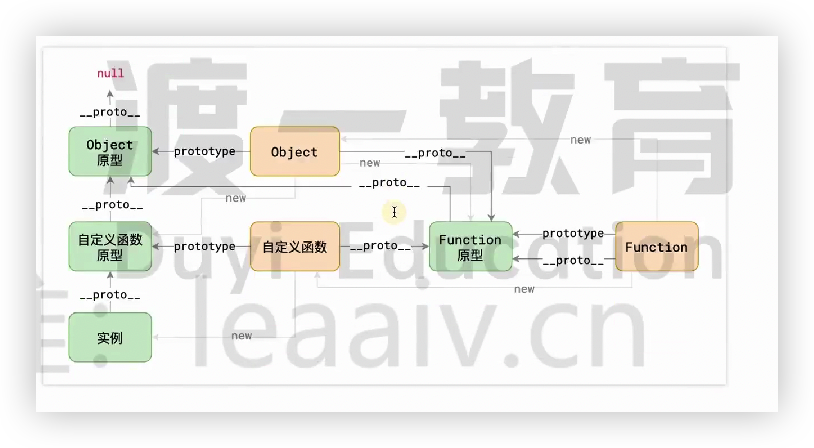 渡一教育
null
__proto__
Object
原型
prototype
Object
__proto__
new
new
__proto__
__proto__
new
自定义函数
原型
prototype
自定义函数
__proto__
Function
原型
prototype
__proto__
Function
Duyi Education
__proto__
new
实例
new
leaaiv.cn